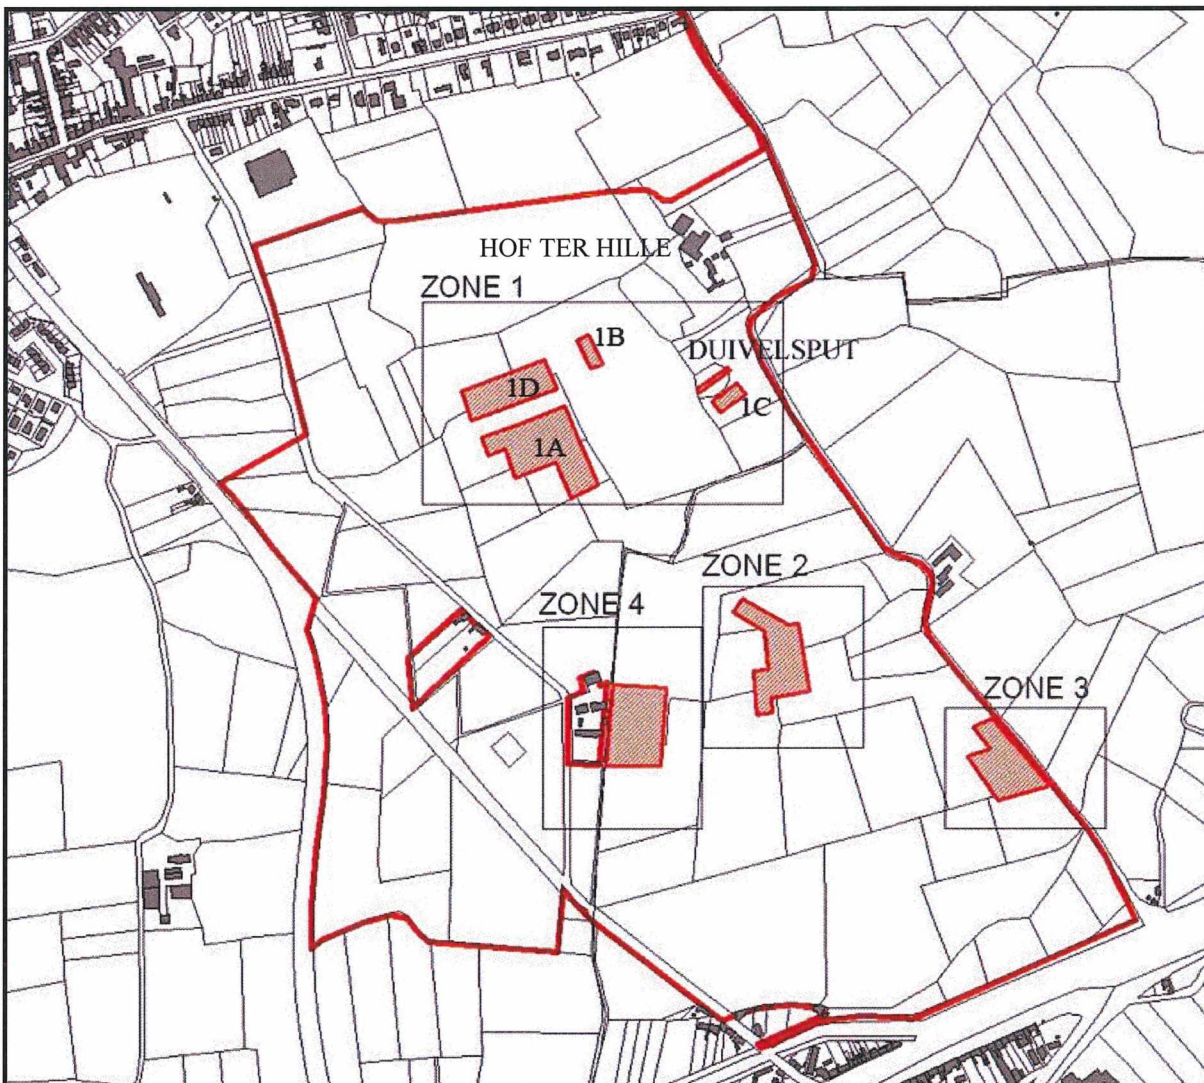 HOF TER HILLE
ZONE 1
1B
DUIVELSPUT
1D
1C
1A
ZONE 2
ZONE 4
ZONE 3